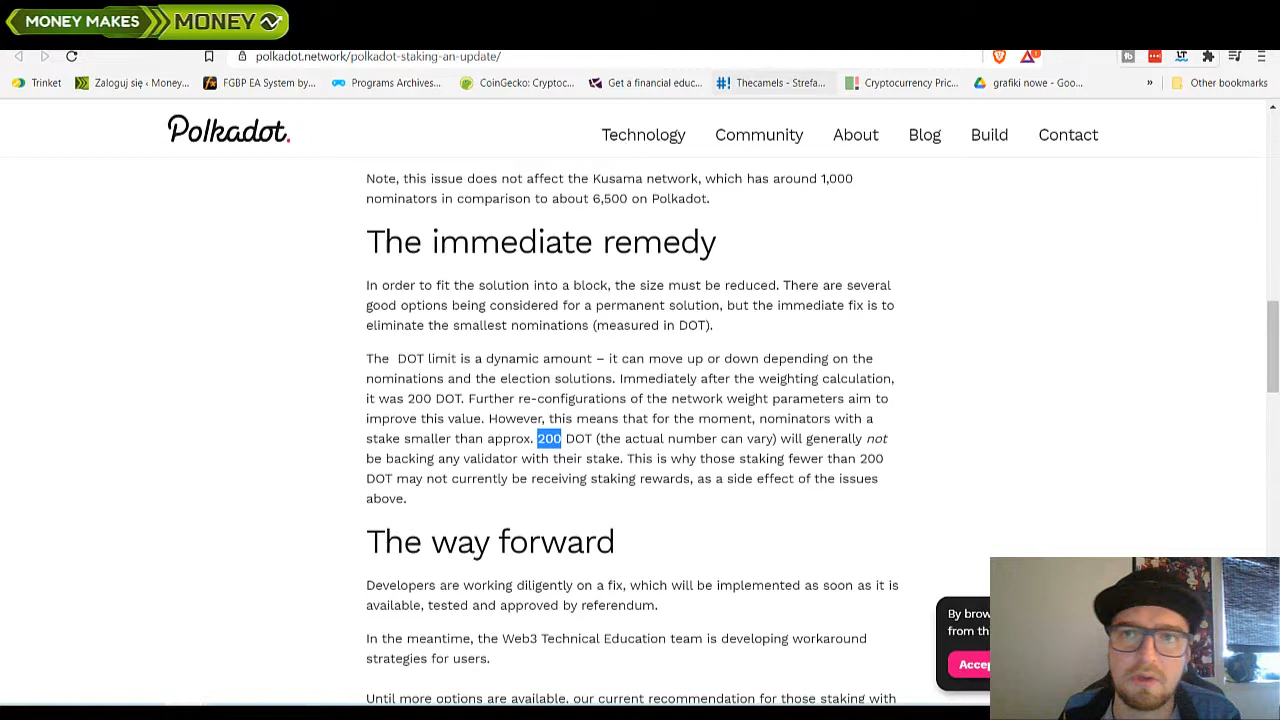 MONEY MAKES MONEY
polkadot.network/polkadot-staking-an-update/
Trinket Zaloguj się ‹ Money... FGBP EA System by... Programs Archives... CoinGecko: Cryptoc... Get a financial educ... Thecamels - Strefa... Cryptocurrency Pric... grafiki nowe – Goo... » Other bookmarks
Polkadot.
Technology Community About Blog Build Contact
Note, this issue does not affect the Kusama network, which has around 1,000
nominators in comparison to about 6,500 on Polkadot.
The immediate remedy
In order to fit the solution into a block, the size must be reduced. There are several
good options being considered for a permanent solution, but the immediate fix is to
eliminate the smallest nominations (measured in DOT).
The DOT limit is a dynamic amount – it can move up or down depending on the
nominations and the election solutions. Immediately after the weighting calculation,
it was 200 DOT. Further re-configurations of the network weight parameters aim to
improve this value. However, this means that for the moment, nominators with a
stake smaller than approx. 200 DOT (the actual number can vary) will generally not
be backing any validator with their stake. This is why those staking fewer than 200
DOT may not currently be receiving staking rewards, as a side effect of the issues
above.
The way forward
Developers are working diligently on a fix, which will be implemented as soon as it is
available, tested and approved by referendum.
In the meantime, the Web3 Technical Education team is developing workaround
strategies for users.
Until more options are available, our current recommendation for those staking with
By brow
from th
Accep